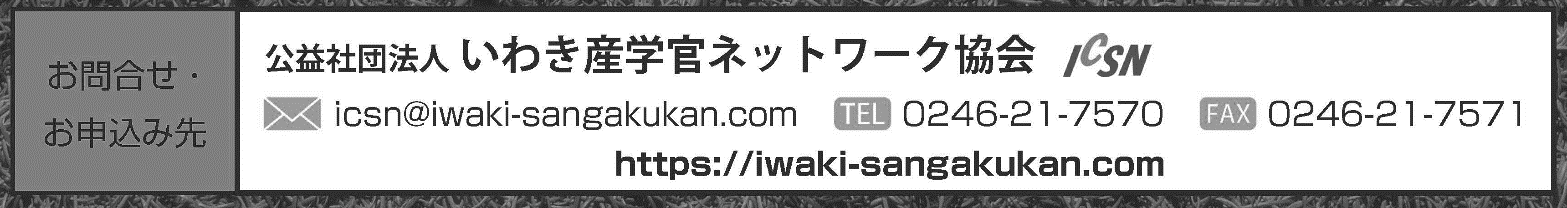 お問合せ・
お申込み先
公益社団法人 いわき産学官ネットワーク協会 ICSN
icsn@iwaki-sangakukan.com TEL 0246-21-7570 FAX 0246-21-7571
https://iwaki-sangakukan.com